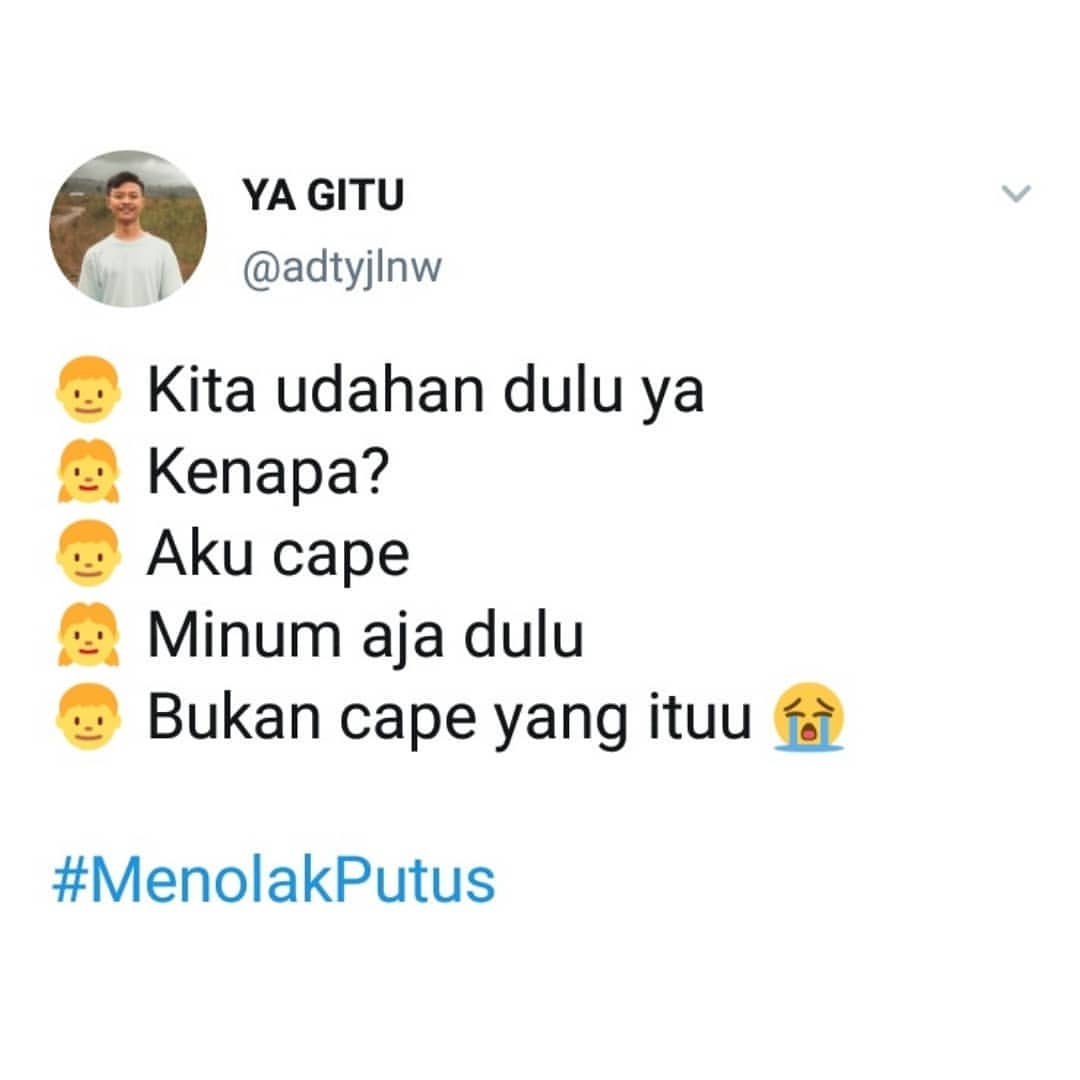 YA GITU
@adtyjlnw
👦 Kita udahan dulu ya
👧 Kenapa?
👦 Aku cape
👧 Minum aja dulu
👦 Bukan cape yang ituu 😭
#MenolakPutus